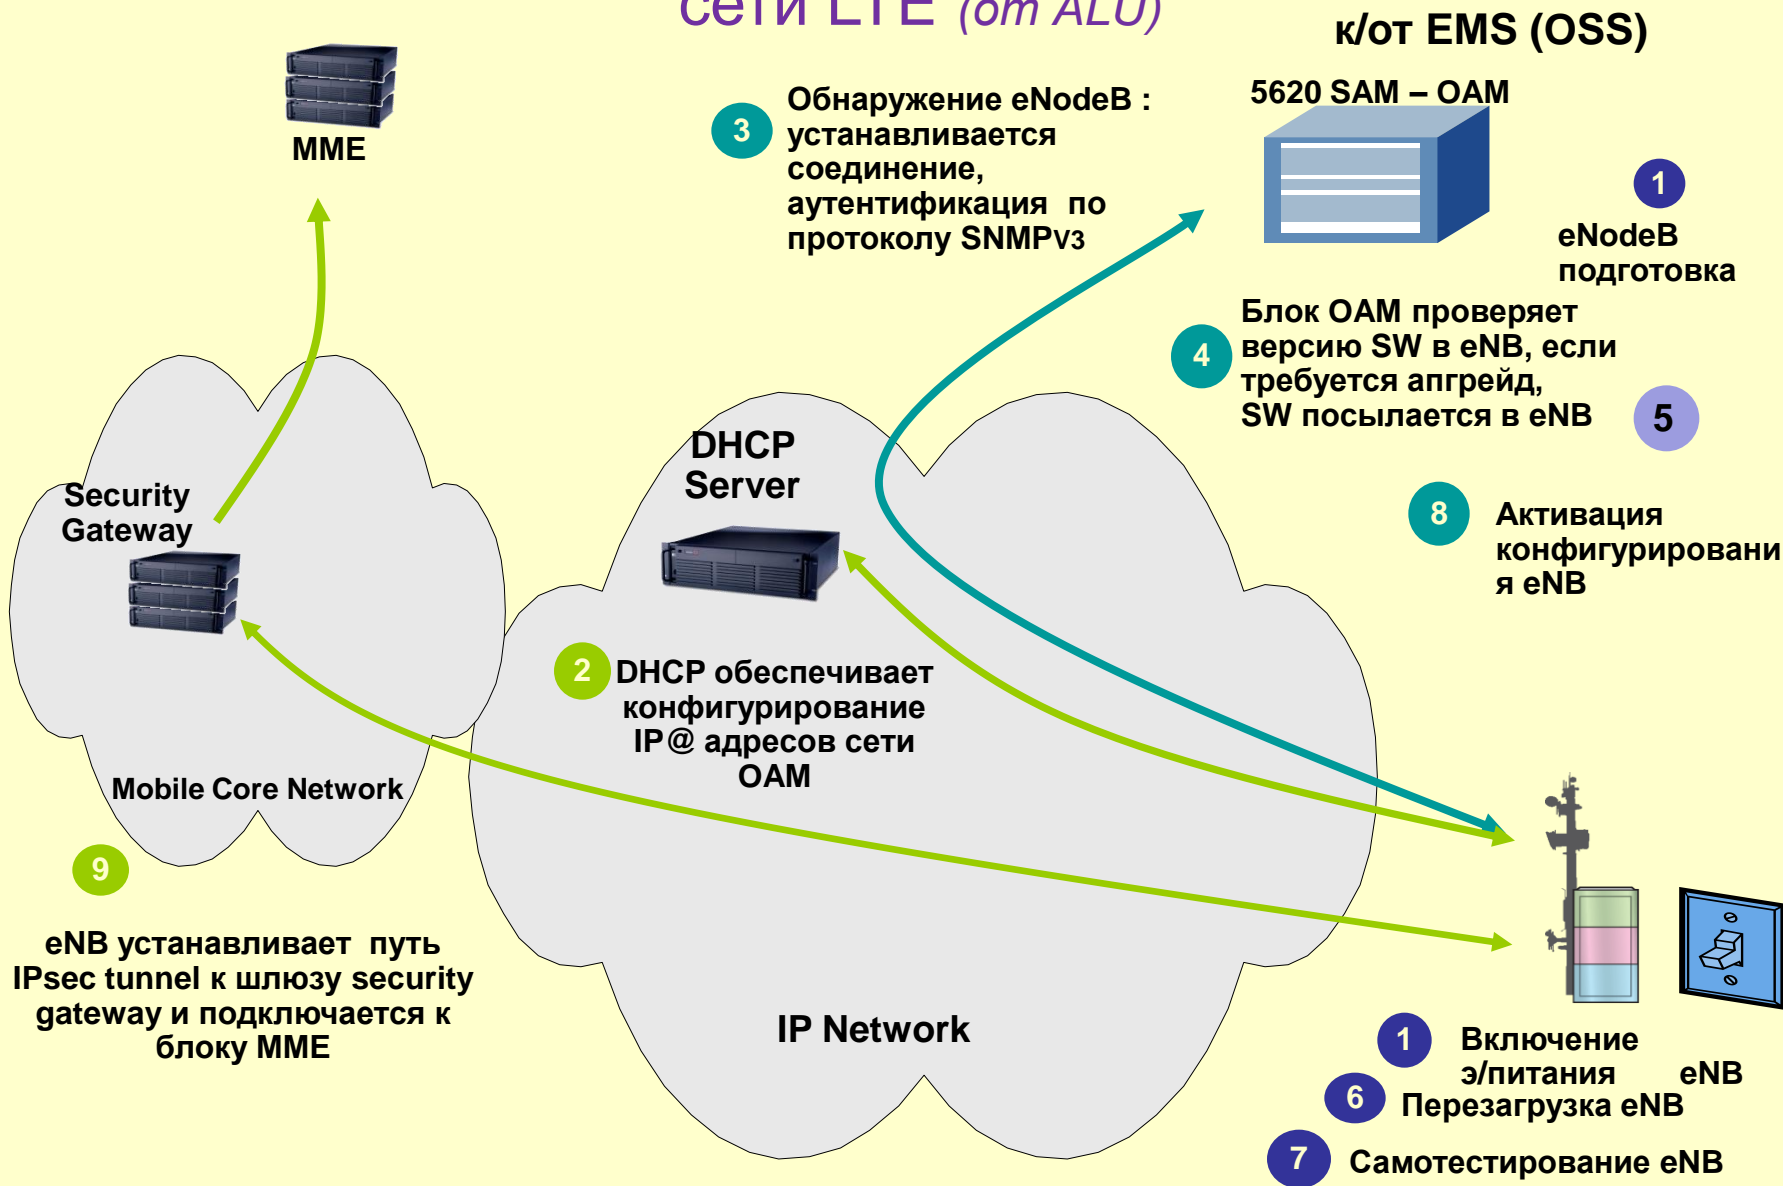 сети LTE (от ALU)
к/от EMS (OSS)
MME
3
Обнаружение eNodeB :
устанавливается
соединение,
аутентификация по
протоколу SNMPV3
5620 SAM – OAM
1
eNodeB
подготовка
4
Блок OAM проверяет
версию SW в eNB, если
требуется апгрейд,
SW посылается в eNB
5
8
Активация
конфигурировани
я eNB
Security
Gateway
DHCP
Server
2
DHCP обеспечивает
конфигурирование
IP@ адресов сети
OAM
Mobile Core Network
9
eNB устанавливает путь
IPsec tunnel к шлюзу security
gateway и подключается к
блоку MME
IP Network
1
Включение
э/питания eNB
6
Перезагрузка eNB
7
Самотестирование eNB